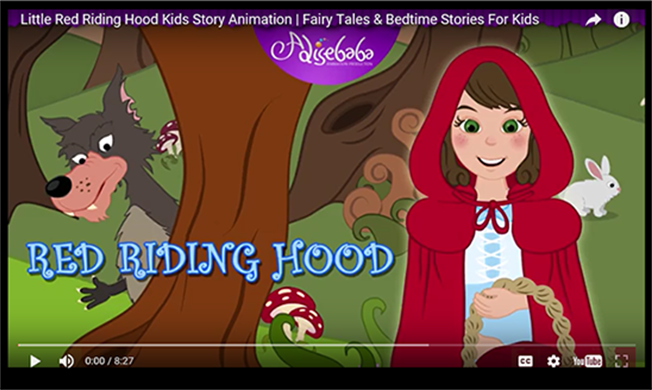 Little Red Riding Hood Kids Story Animation | Fairy Tales & Bedtime Stories For Kids
Adisebaba
RED RIDING HOOD
0:00 / 8:27
CC
YouTube